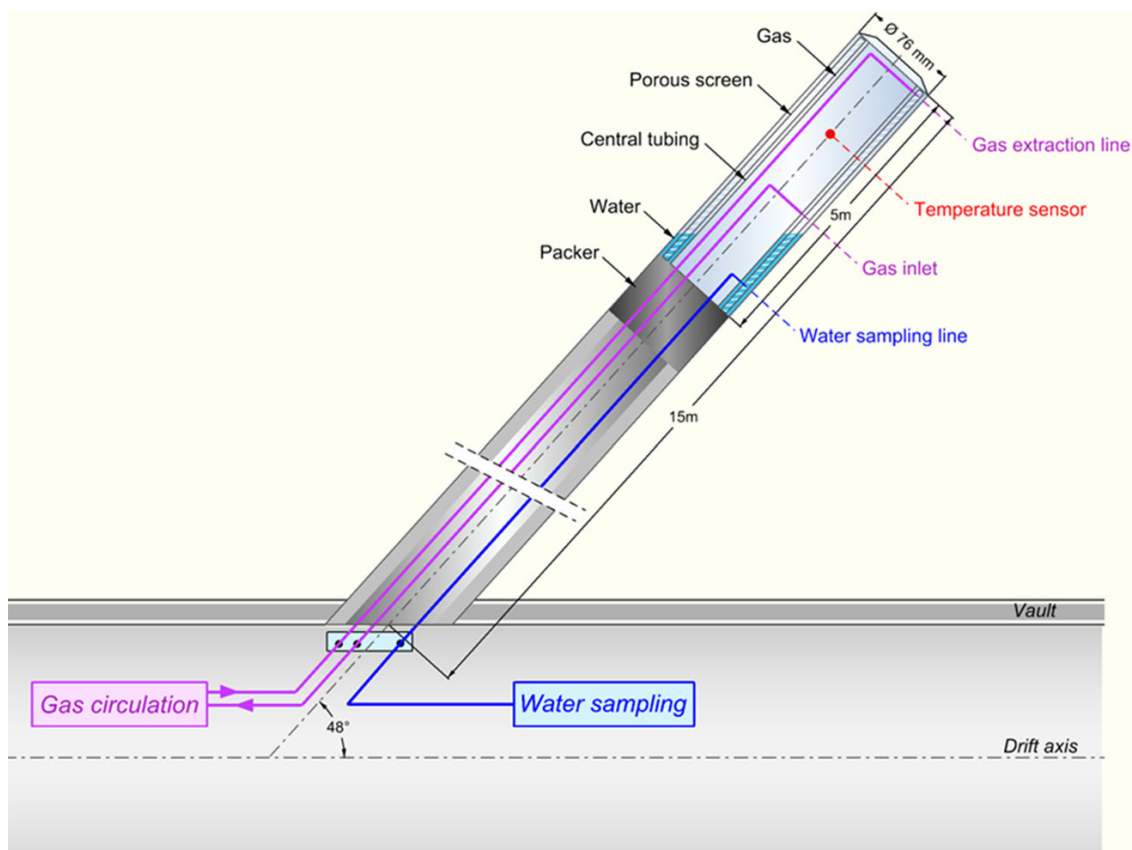 Ø 76 mm
Gas
Porous screen
Central tubing
Gas extraction line
Water
Temperature sensor
5m
Packer
Gas inlet
Water sampling line
15m
Vault
Gas circulation
Water sampling
48°
Drift axis